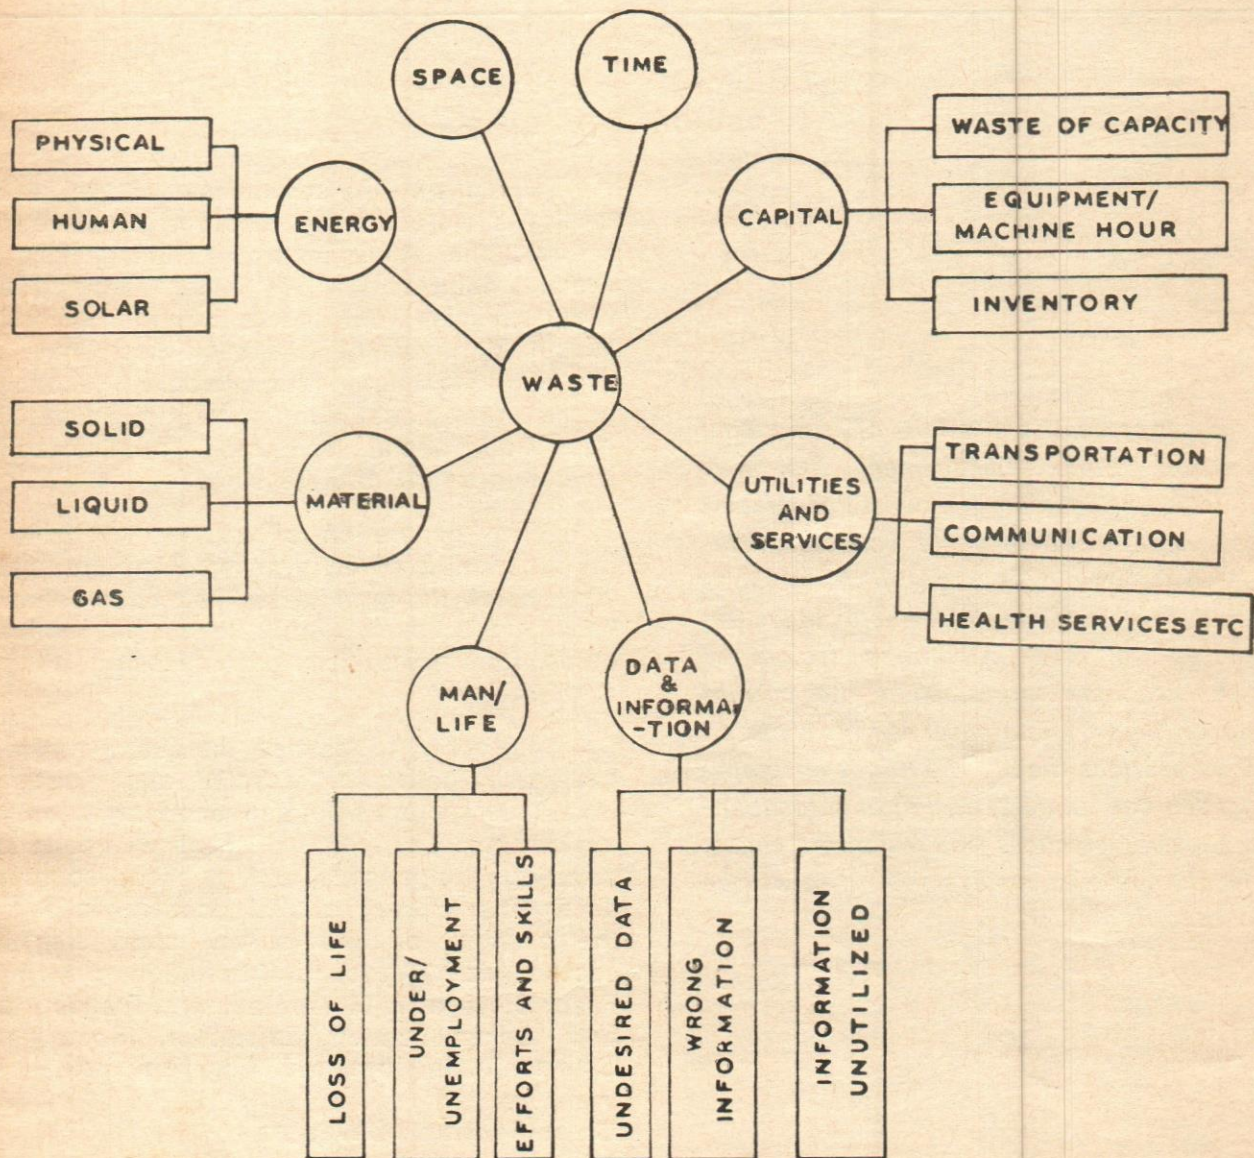 SPACE
TIME
PHYSICAL
HUMAN
SOLAR
ENERGY
CAPITAL
WASTE OF CAPACITY
EQUIPMENT/
MACHINE HOUR
INVENTORY
WASTE
SOLID
LIQUID
GAS
MATERIAL
UTILITIES
AND
SERVICES
TRANSPORTATION
COMMUNICATION
HEALTH SERVICES ETC
MAN/
LIFE
DATA
&
INFORMA-
-TION
LOSS OF LIFE
UNDER/
UNEMPLOYMENT
EFFORTS AND SKILLS
UNDESIRED DATA
WRONG
INFORMATION
INFORMATION
UNUTILIZED